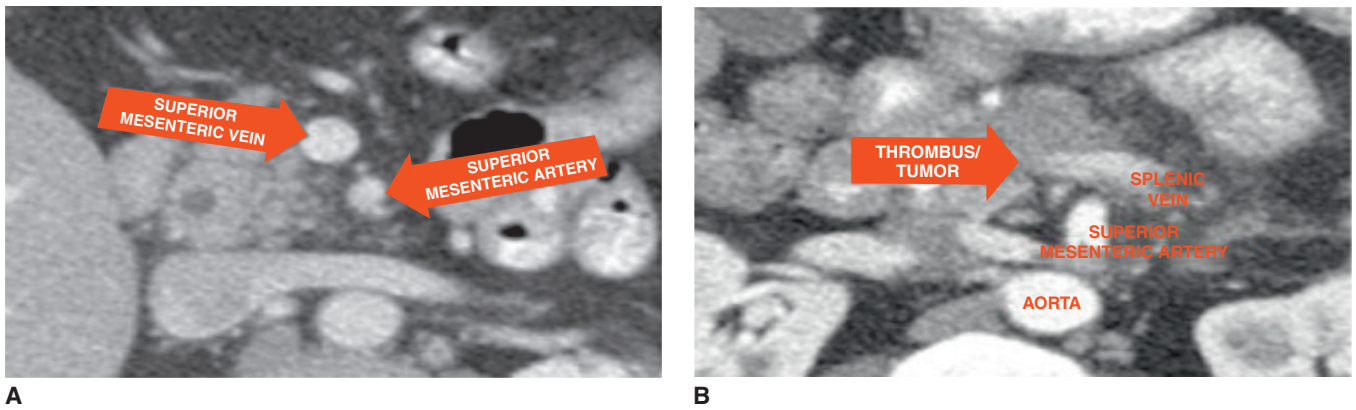 SUPERIOR
MESENTERIC VEIN
SUPERIOR
MESENTERIC ARTERY
A
THROMBUS/
TUMOR
SPLENIC
VEIN
SUPERIOR
MESENTERIC ARTERY
AORTA
B